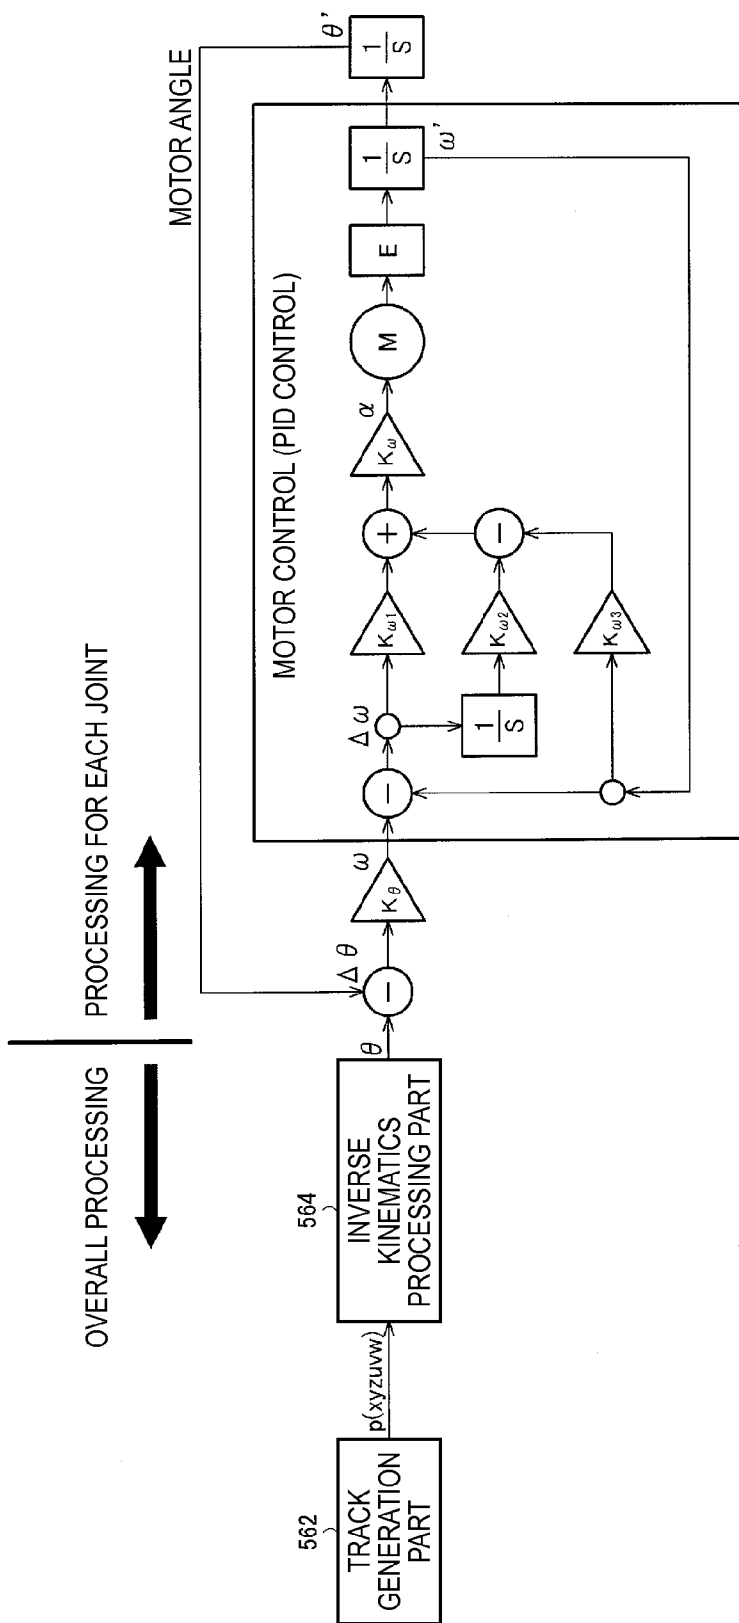 OVERALL PROCESSING
PROCESSING FOR EACH JOINT
MOTOR ANGLE
562
TRACK
GENERATION
PART
p(xyzuvw)
564
INVERSE
KINEMATICS
PROCESSING PART
θ
−
Δθ
Kθ
ω
MOTOR CONTROL (PID CONTROL)
−
Δω
Kω1
1
S
Kω2
Kω3
+
−
Kω
α
M
E
1
S
ω'
1
S
θ'